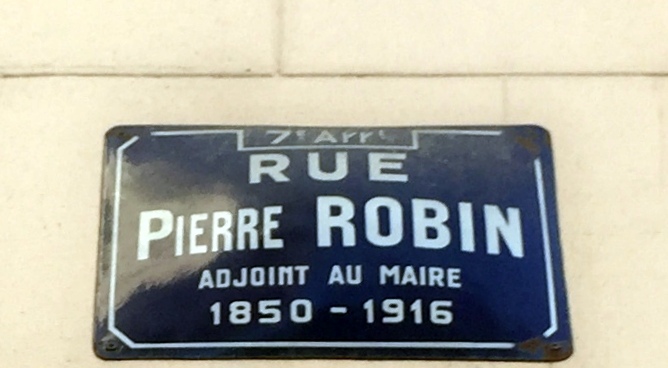 7e Arrt
RUE
PIERRE ROBIN
ADJOINT AU MAIRE
1850 - 1916